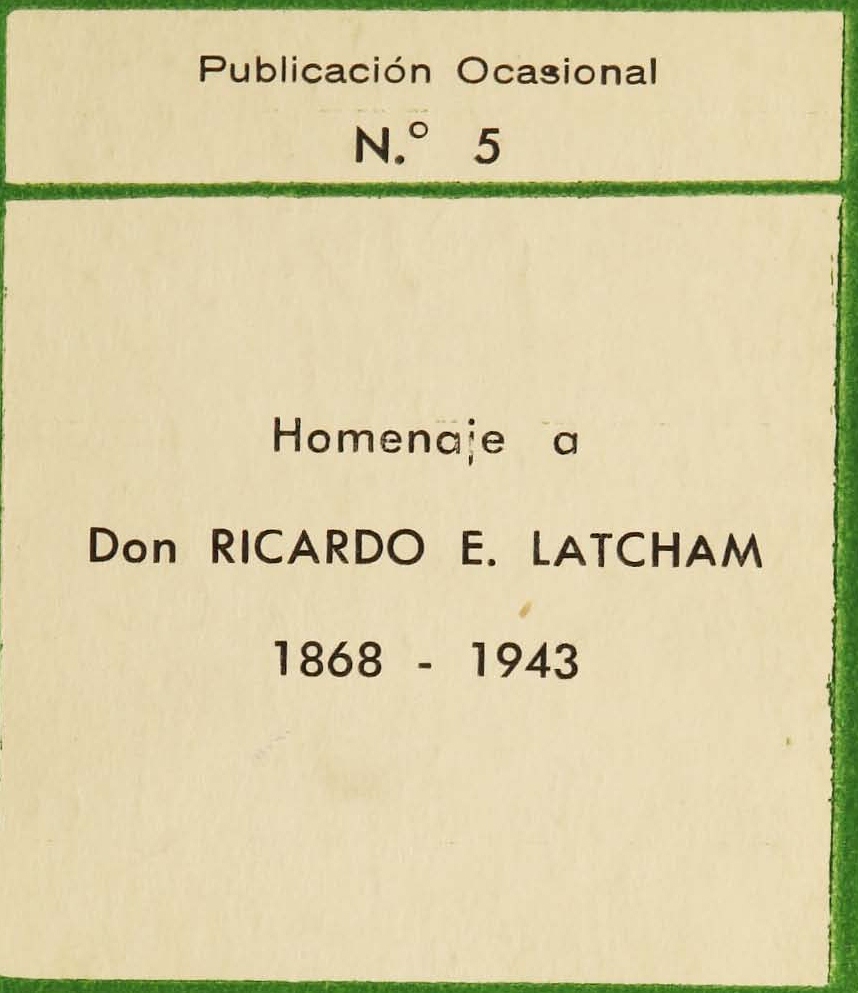 Publicación Ocasional
N.° 5
Homenaje a
Don RICARDO E. LATCHAM
1868 - 1943